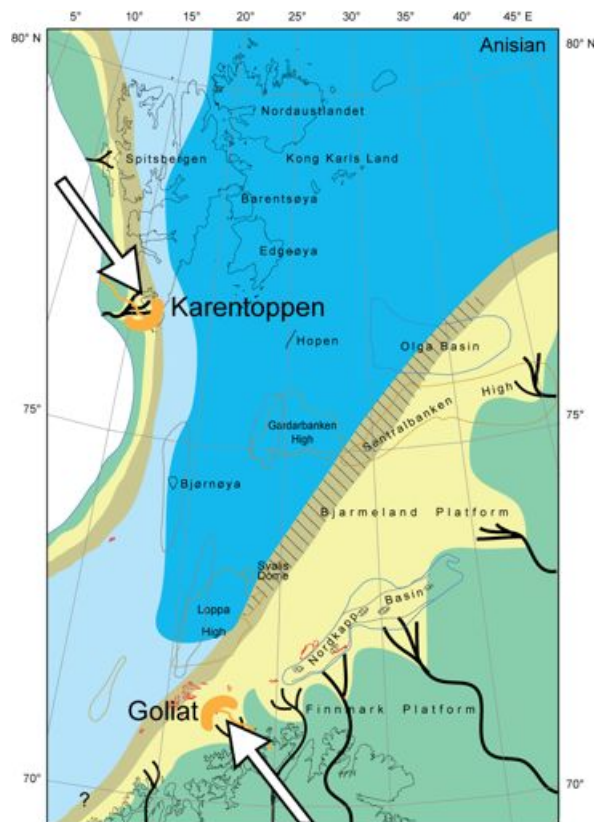 5° 10° 15° 20° 25° 30° 35° 40° 45° E
80° N
Anisian
80° N
Nordaustlandet
Spitsbergen
Kong Karls Land
Barentsøya
Edgeøya
Karentoppen
Hopen
Olga Basin
75°
Sentralbanken High
75°
Gardarbanken
High
Bjørnøya
Bjarmeland Platform
Svalis
Dome
Loppa
High
Nordkapp Basin
Goliat
Finnmark Platform
70°
70°
?